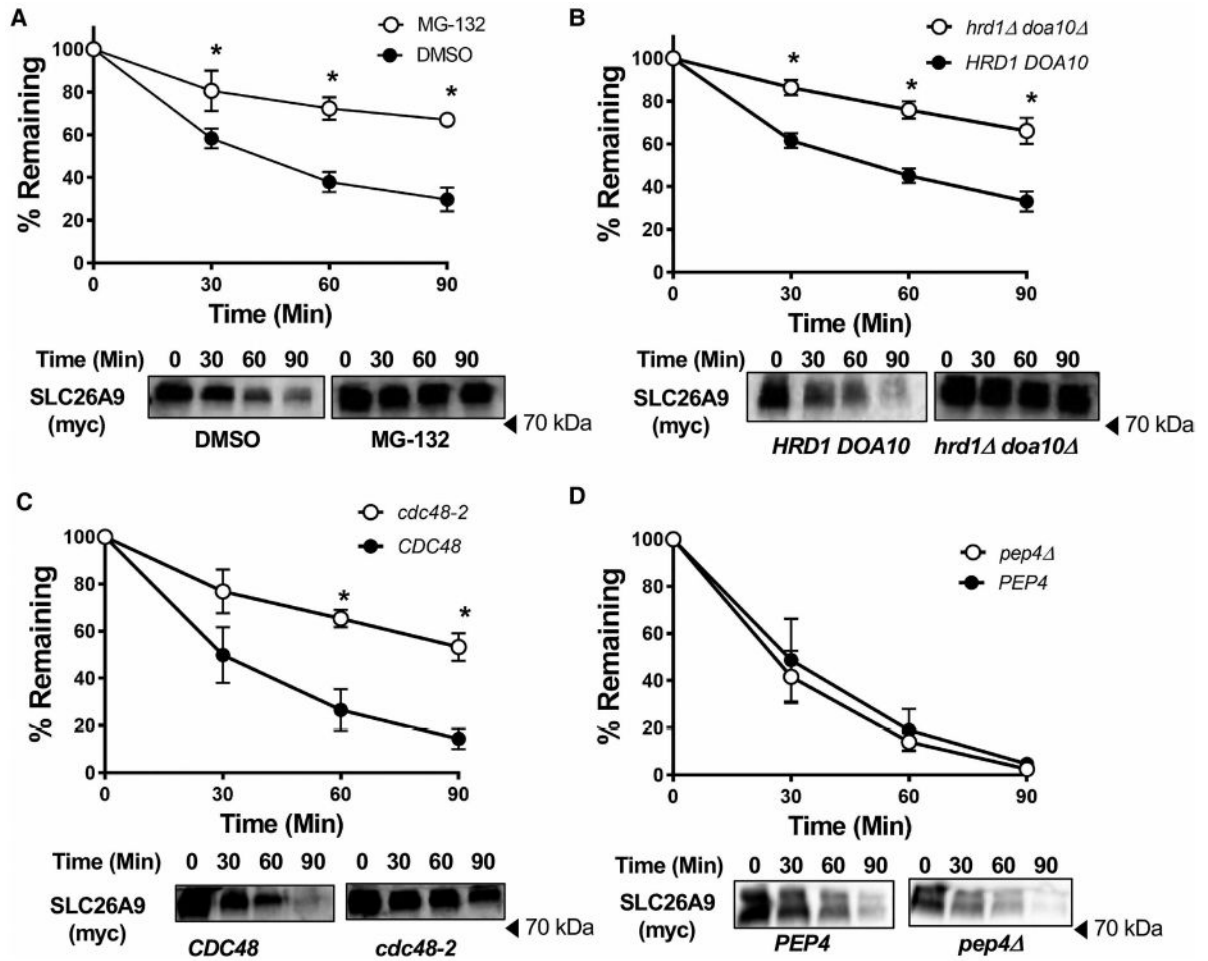 A
MG-132
DMSO
% Remaining
100
80
60
40
20
0
0 30 60 90
Time (Min)
Time (Min) 0 30 60 90 0 30 60 90
SLC26A9
(myc)
70 kDa
DMSO MG-132
B
hrd1Δ doa10Δ
HRD1 DOA10
% Remaining
100
80
60
40
20
0
0 30 60 90
Time (Min)
Time (Min) 0 30 60 90 0 30 60 90
SLC26A9
(myc)
70 kDa
HRD1 DOA10 hrd1Δ doa10Δ
C
cdc48-2
CDC48
% Remaining
100
80
60
40
20
0
0 30 60 90
Time (Min)
Time (Min) 0 30 60 90 0 30 60 90
SLC26A9
(myc)
70 kDa
CDC48 cdc48-2
D
pep4Δ
PEP4
% Remaining
100
80
60
40
20
0
0 30 60 90
Time (Min)
Time (Min) 0 30 60 90 0 30 60 90
SLC26A9
(myc)
70 kDa
PEP4 pep4Δ
* * *
* * *
* *